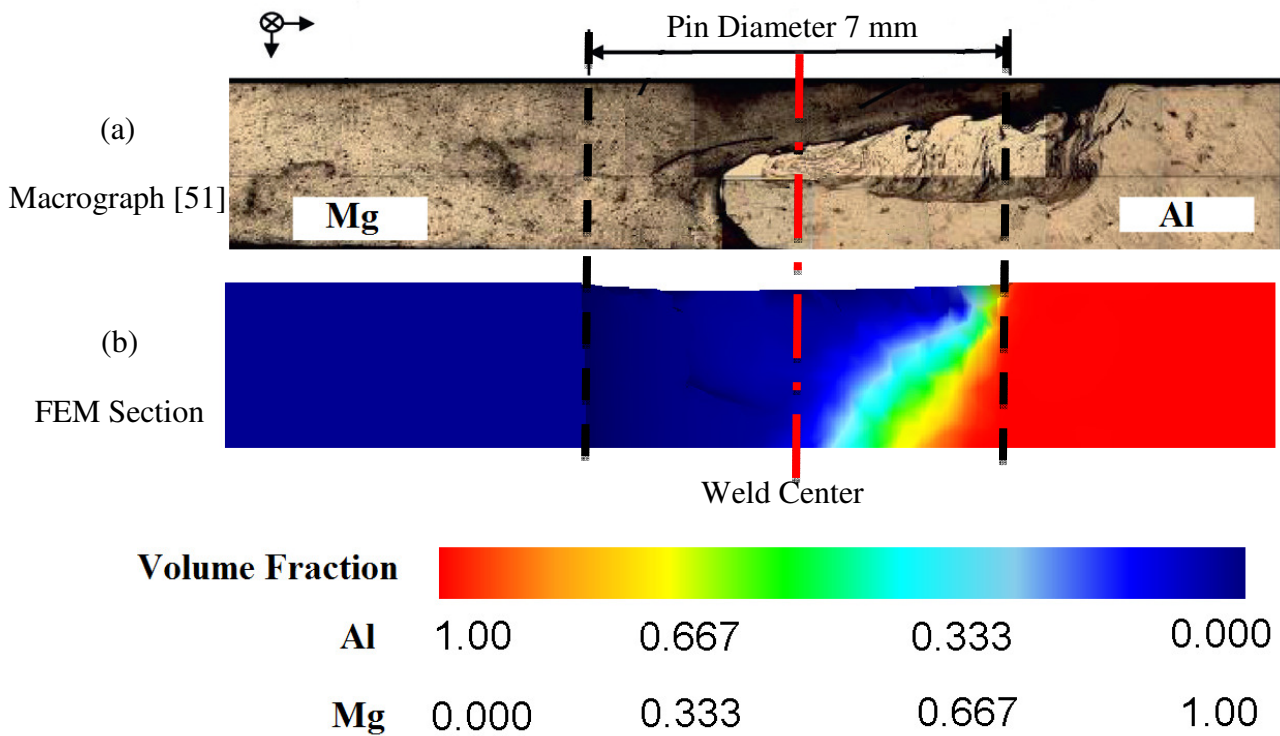 Pin Diameter 7 mm
(a)
Macrograph [51]
Mg
Al
(b)
FEM Section
Weld Center
Volume Fraction
Al 1.00 0.667 0.333 0.000
Mg 0.000 0.333 0.667 1.00